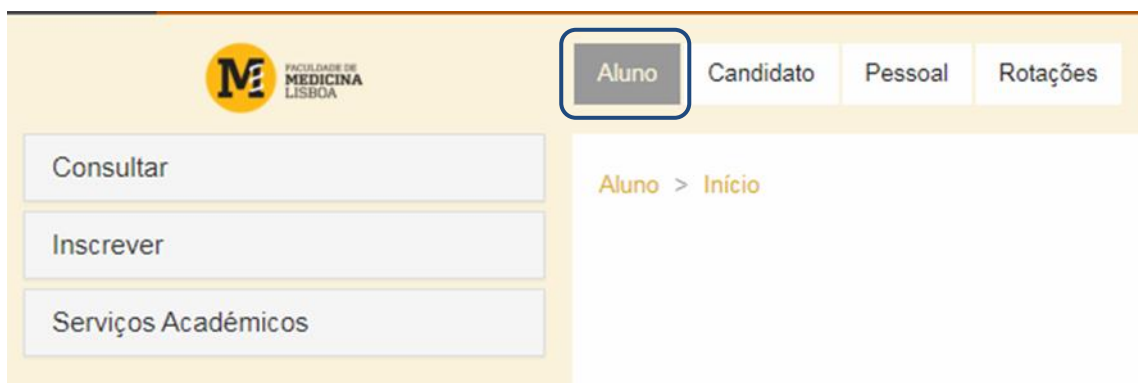 FACULDADE DE
MEDICINA
LISBOA
Aluno Candidato Pessoal Rotações
Consultar
Inscrever
Serviços Académicos
Aluno > Início